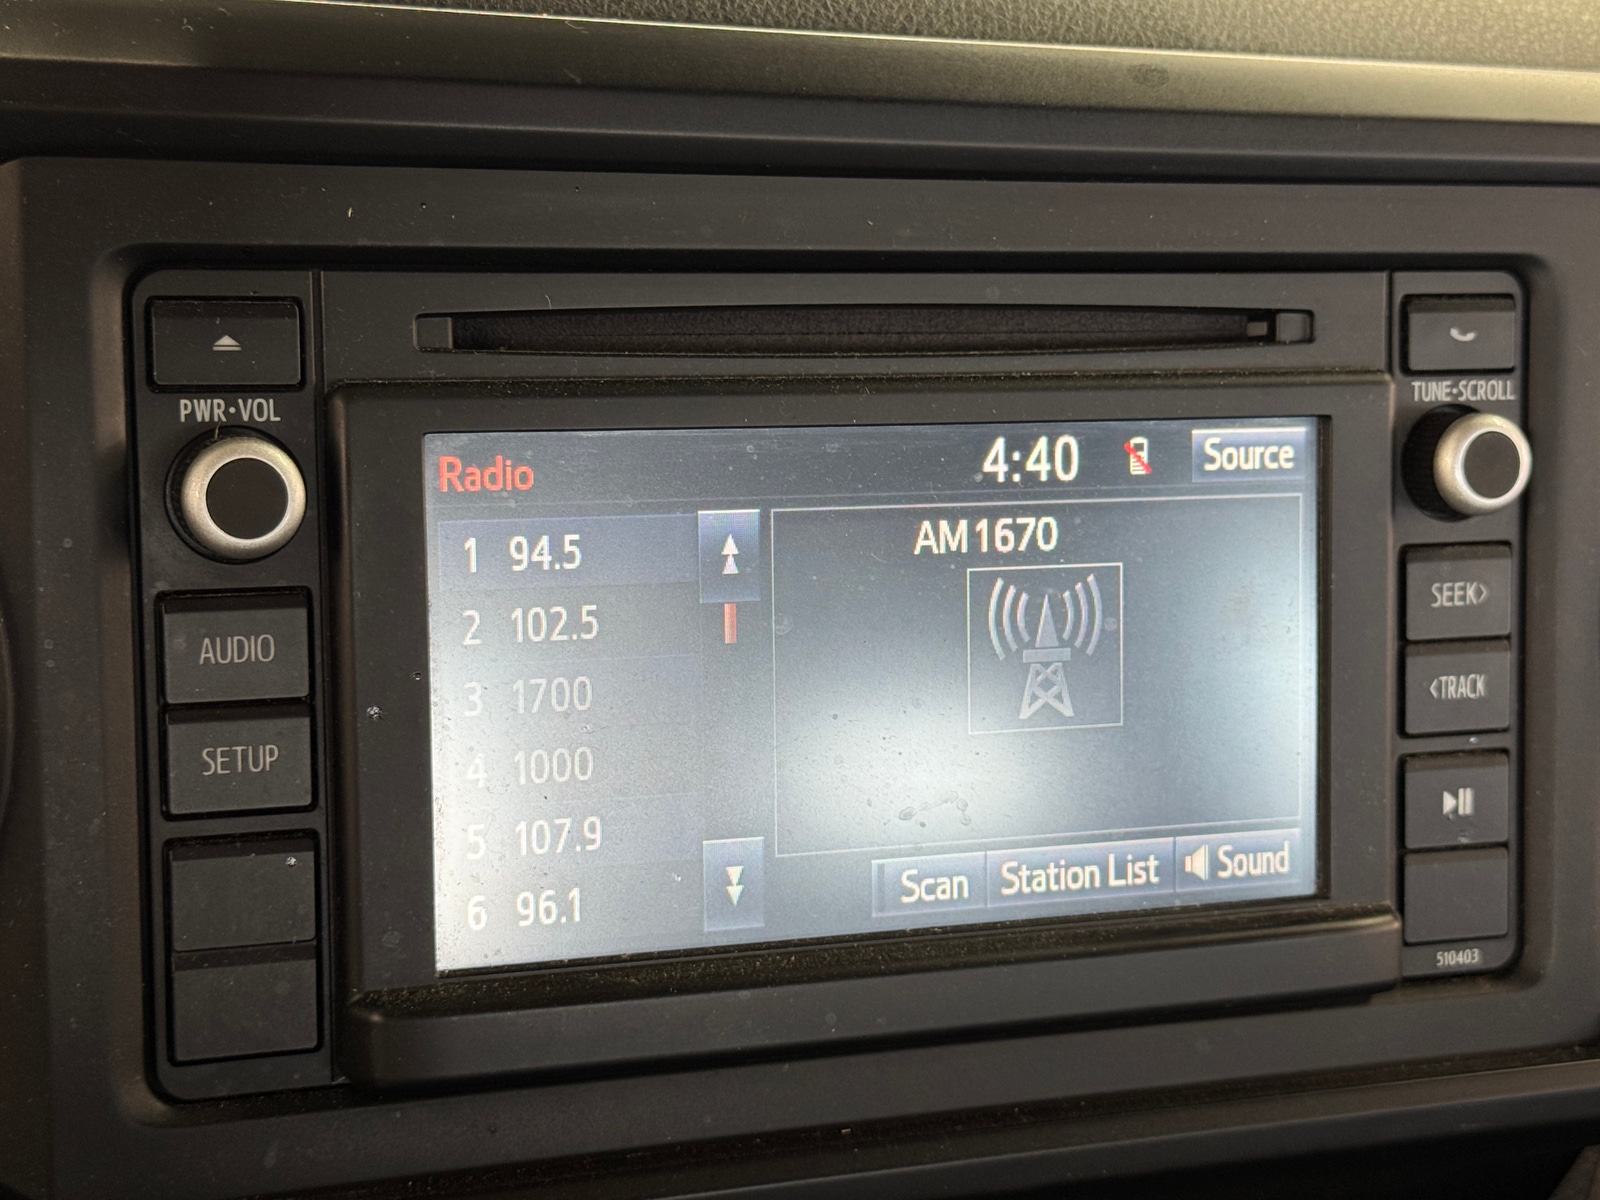 PWR•VOL
AUDIO
SETUP
Radio
4:40
Source
1 94.5
2 102.5
3 1700
4 1000
5 107.9
6 96.1
AM 1670
Scan
Station List
Sound
TUNE•SCROLL
SEEK>
<TRACK
510403